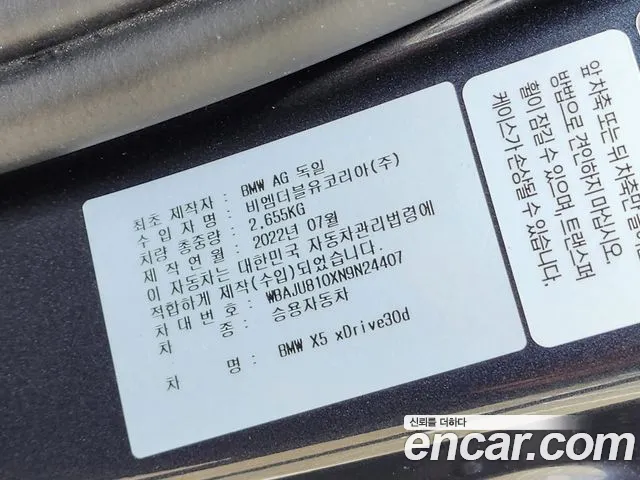 최초 제작자 : BMW AG 독일
수 입 자 명 : 비엠더블유코리아(주)
차량 총중량 : 2.655KG
제 작 연 월 : 2022년 07월
이 자동차는 대한민국 자동차관리법령에
적합하게 제작(수입)되었습니다.
차 대 번 호 : WBAJU810XN9N24407
차 종 : 승용자동차
차 명 : BMW X5 xDrive30d
앞 차축 또는 뒤 차축만
방법으로 견인하지 마십시오.
휠이 잠길 수 있으며, 트랜스퍼
케이스가 손상될 수 있습니다.
신뢰를 더하다
encar.com